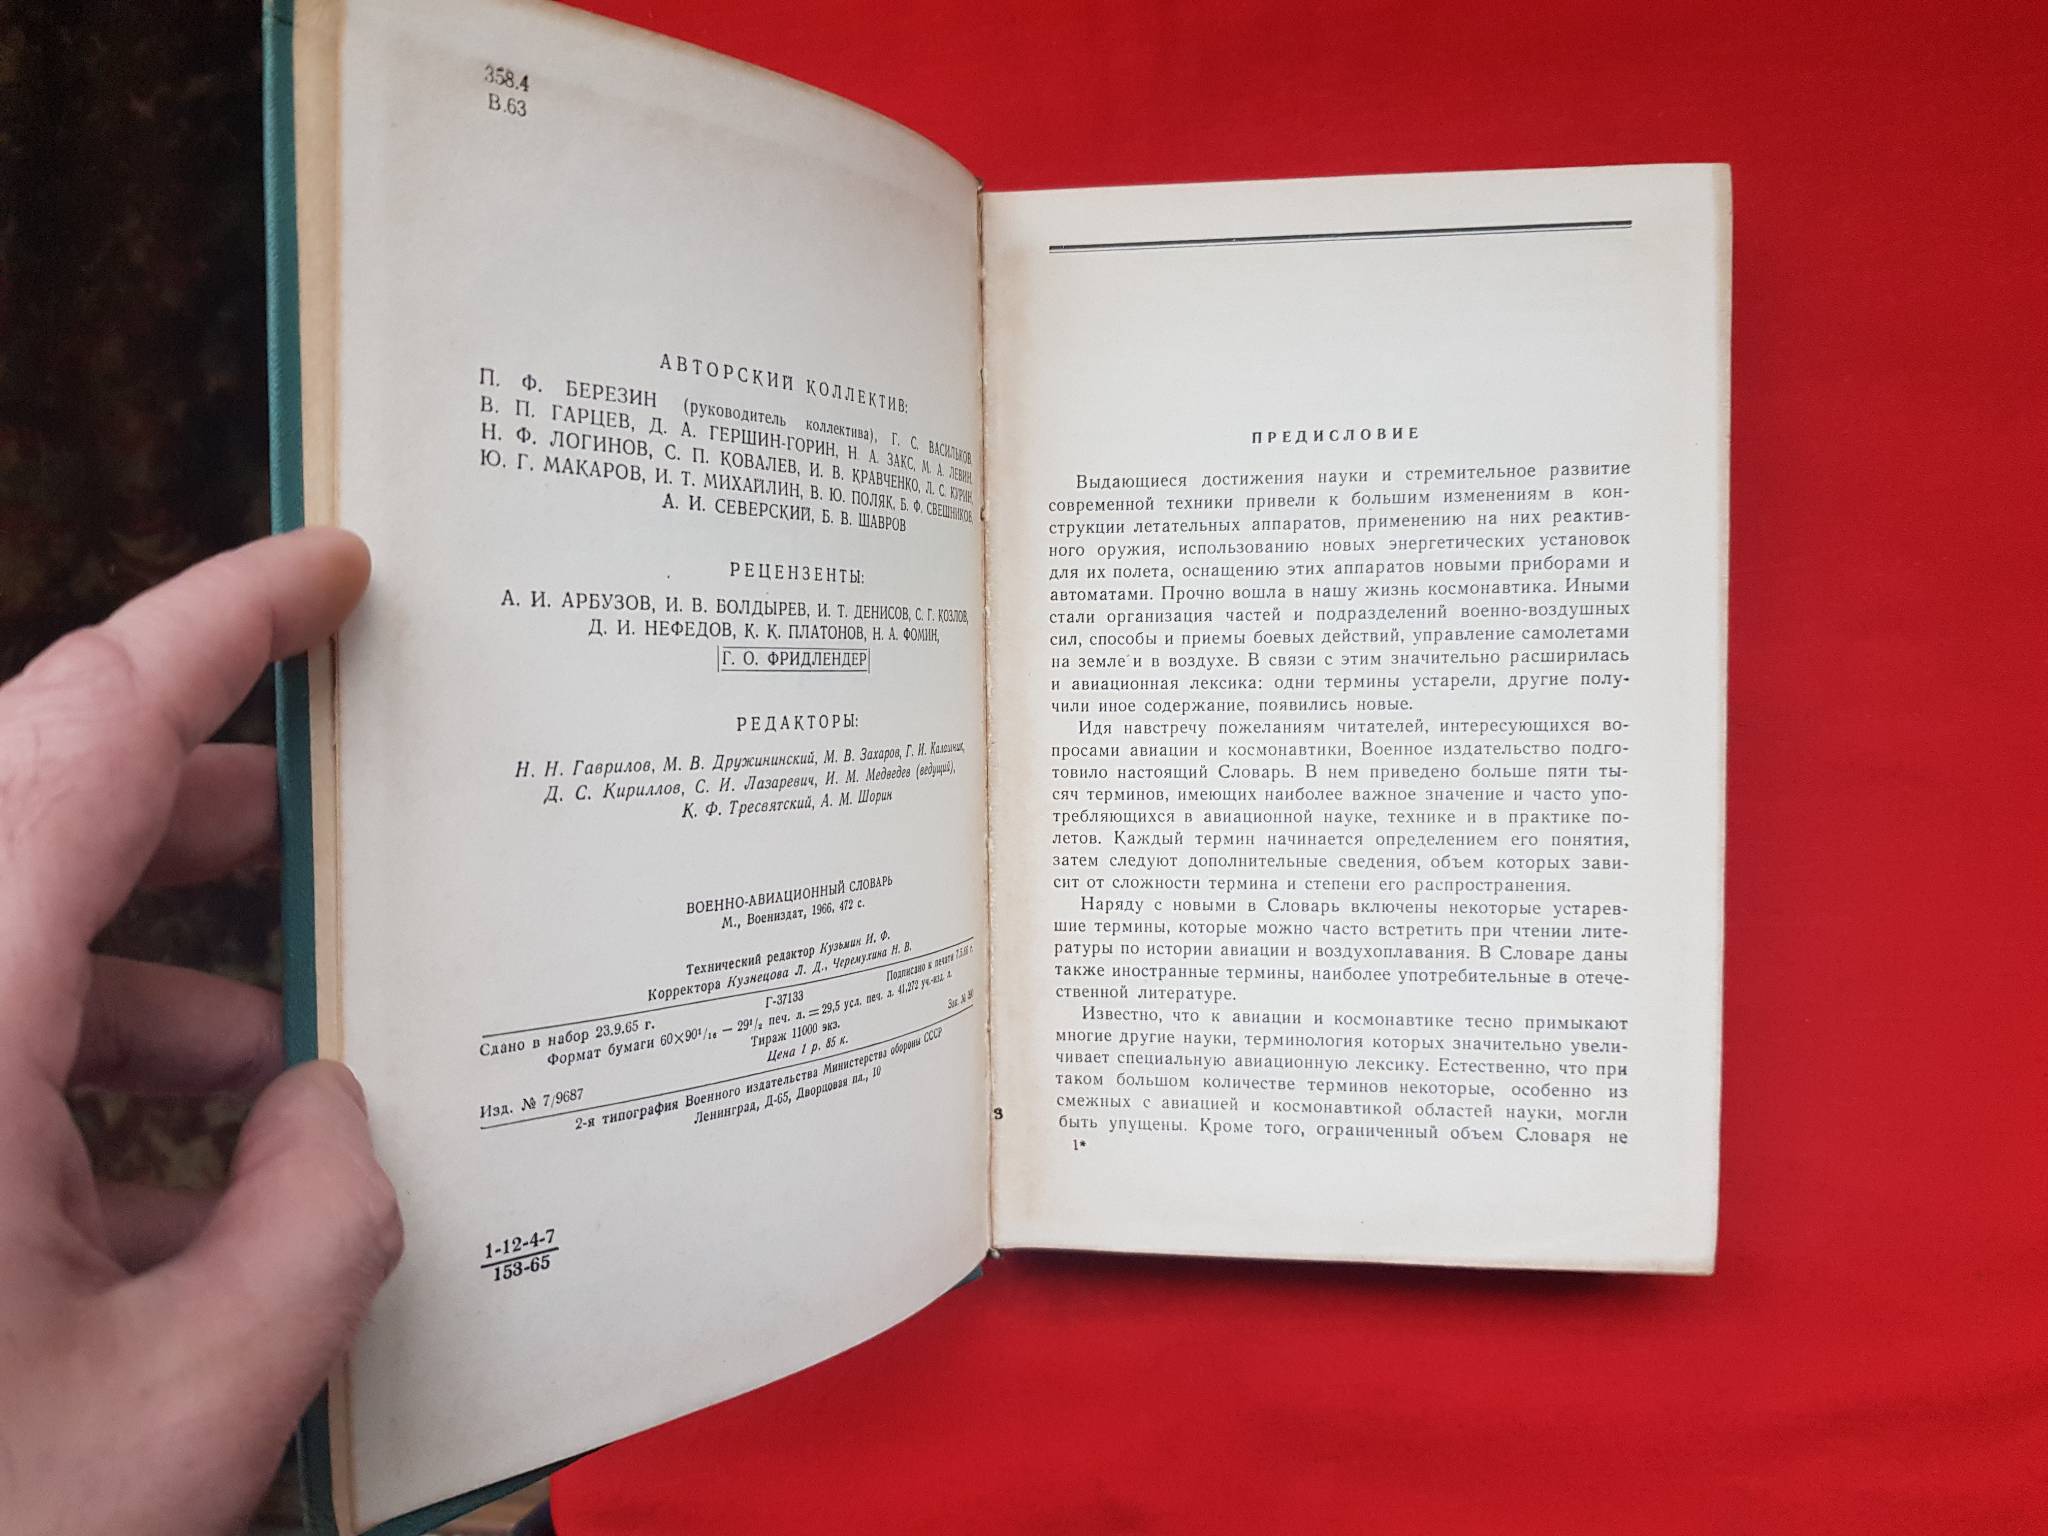 358.4
В.63
АВТОРСКИЙ КОЛЛЕКТИВ:
П. Ф. БЕРЕЗИН (руководитель коллектива), Г. С. ВАСИЛЬКОВ,
В. П. ГАРЦЕВ, Д. А. ГЕРШИН-ГОРИН, Н. А. ЗАКС, М. А. ЛЕВИН,
Н. Ф. ЛОГИНОВ, С. П. КОВАЛЕВ, И. В. КРАВЧЕНКО, Л. С. КУРИН,
Ю. Г. МАКАРОВ, И. Т. МИХАЙЛИН, В. Ю. ПОЛЯК, Б. Ф. СВЕШНИКОВ,
А. И. СЕВЕРСКИЙ, Б. В. ШАВРОВ
РЕЦЕНЗЕНТЫ:
А. И. АРБУЗОВ, И. В. БОЛДЫРЕВ, И. Т. ДЕНИСОВ, С. Г. КОЗЛОВ,
Д. И. НЕФЕДОВ, К. К. ПЛАТОНОВ, Н. А. ФОМИН,
Г. О. ФРИДЛЕНДЕР
РЕДАКТОРЫ:
Н. Н. Гаврилов, М. В. Дружининский, М. В. Захаров, Г. И. Калашник,
Д. С. Кириллов, С. И. Лазаревич, И. М. Медведев (ведущий),
К. Ф. Тресвятский, А. М. Шорин
ВОЕННО-АВИАЦИОННЫЙ СЛОВАРЬ
М., Воениздат, 1966, 472 с.
Технический редактор Кузьмин И. Ф.
Корректора Кузнецова Л. Д., Черемухина Н. В.
Сдано в набор 23.9.65 г. Г-37133 Подписано к печати 7.5.66 г.
Формат бумаги 60×90¹/₁₆ — 29¹/₂ печ. л. = 29,5 усл. печ. л. 41,272 уч.-изд. л.
Тираж 11000 экз.
Изд. № 7/9687 Цена 1 р. 85 к. Зак. №
2-я типография Военного издательства Министерства обороны СССР
Ленинград, Д-65, Дворцовая пл., 10
1-12-4-7
153-65
ПРЕДИСЛОВИЕ
Выдающиеся достижения науки и стремительное развитие
современной техники привели к большим изменениям в кон-
струкции летательных аппаратов, применению на них реактив-
ного оружия, использованию новых энергетических установок
для их полета, оснащению этих аппаратов новыми приборами и
автоматами. Прочно вошла в нашу жизнь космонавтика. Иными
стали организация частей и подразделений военно-воздушных
сил, способы и приемы боевых действий, управление самолетами
на земле и в воздухе. В связи с этим значительно расширилась
и авиационная лексика: одни термины устарели, другие полу-
чили иное содержание, появились новые.
Идя навстречу пожеланиям читателей, интересующихся во-
просами авиации и космонавтики, Военное издательство подго-
товило настоящий Словарь. В нем приведено больше пяти ты-
сяч терминов, имеющих наиболее важное значение и часто упо-
требляющихся в авиационной науке, технике и в практике по-
летов. Каждый термин начинается определением его понятия,
затем следуют дополнительные сведения, объем которых зави-
сит от сложности термина и степени его распространения.
Наряду с новыми в Словарь включены некоторые устарев-
шие термины, которые можно часто встретить при чтении лите-
ратуры по истории авиации и воздухоплавания. В Словаре даны
также иностранные термины, наиболее употребительные в отече-
ственной литературе.
Известно, что к авиации и космонавтике тесно примыкают
многие другие науки, терминология которых значительно увели-
чивает специальную авиационную лексику. Естественно, что при
таком большом количестве терминов некоторые, особенно из
смежных с авиацией и космонавтикой областей науки, могли
быть упущены. Кроме того, ограниченный объем Словаря не
1*
3